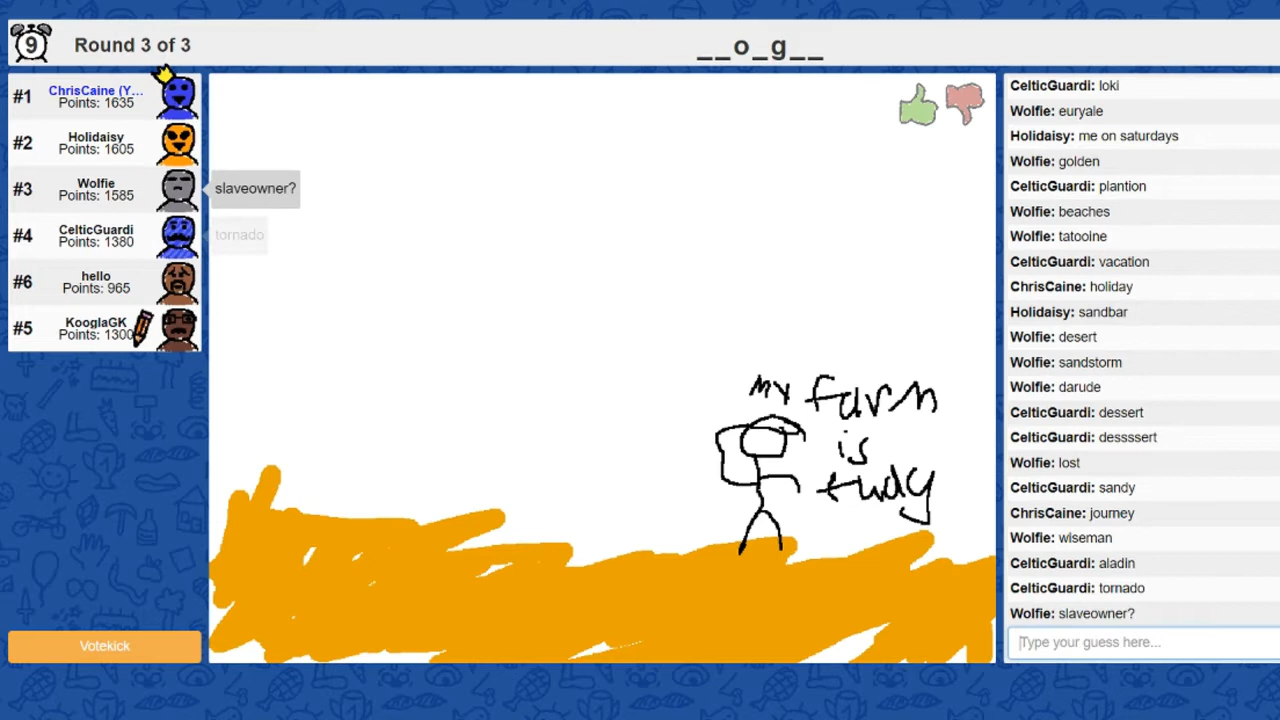 9
Round 3 of 3
__o_g__
#1 ChrisCaine (Y...
Points: 1635
#2 Holidaisy
Points: 1605
#3 Wolfie
Points: 1585
slaveowner?
#4 CelticGuardi
Points: 1380
tornado
#6 hello
Points: 965
#5 KooglaGK
Points: 1300
Votekick
MY farm
is
tudy
CelticGuardi: loki
Wolfie: euryale
Holidaisy: me on saturdays
Wolfie: golden
CelticGuardi: plantion
Wolfie: beaches
Wolfie: tatooine
CelticGuardi: vacation
ChrisCaine: holiday
Holidaisy: sandbar
Wolfie: desert
Wolfie: sandstorm
Wolfie: darude
CelticGuardi: dessert
CelticGuardi: dessssert
Wolfie: lost
CelticGuardi: sandy
ChrisCaine: journey
Wolfie: wiseman
CelticGuardi: aladin
CelticGuardi: tornado
Wolfie: slaveowner?
Type your guess here...